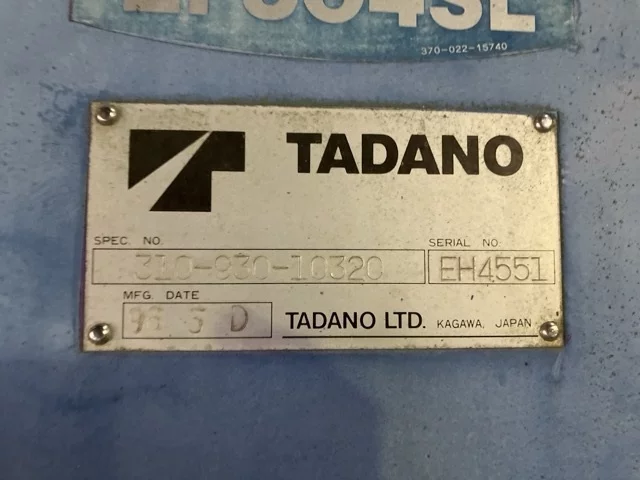 370-022-15740
TADANO
SPEC. NO.
310-930-10320
SERIAL NO.
EH4551
MFG. DATE
D
TADANO LTD. KAGAWA, JAPAN